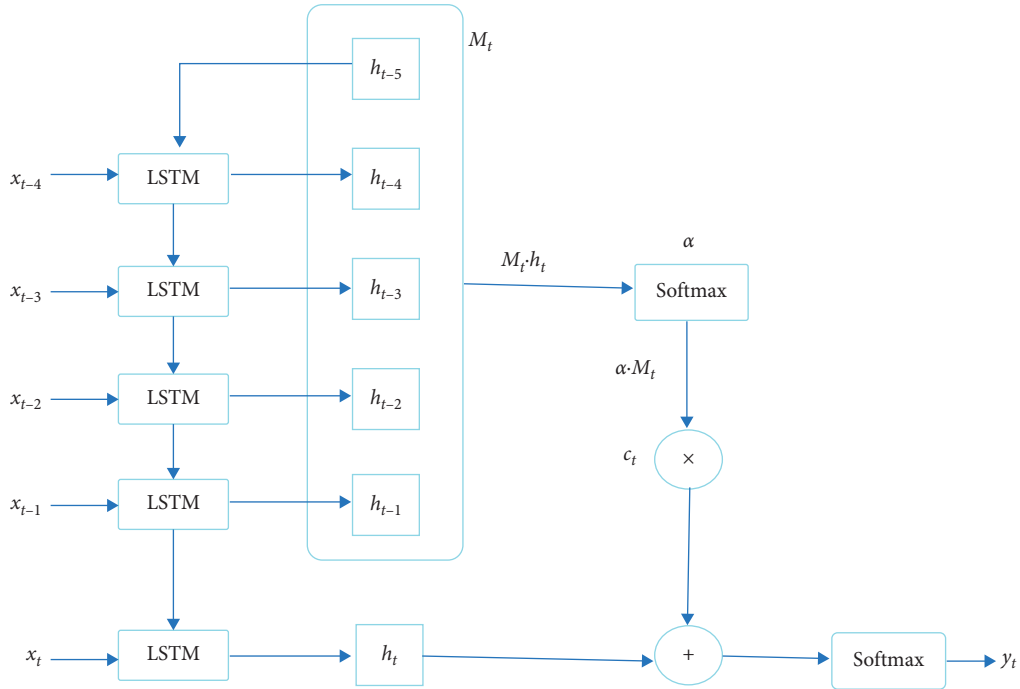 M_t
h_{t–5}
x_{t–4}
LSTM
h_{t–4}
M_t·h_t
α
x_{t–3}
LSTM
h_{t–3}
Softmax
α·M_t
x_{t–2}
LSTM
h_{t–2}
c_t
×
x_{t–1}
LSTM
h_{t–1}
x_t
LSTM
h_t
+
Softmax
y_t